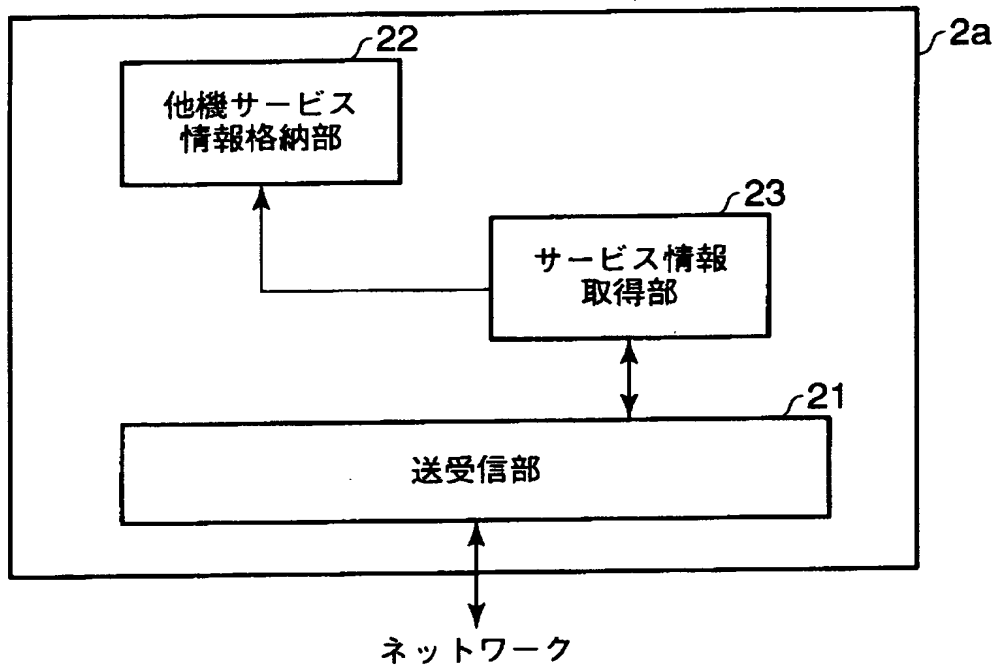 22
2a
他機サービス
情報格納部
23
サービス情報
取得部
21
送受信部
ネットワーク